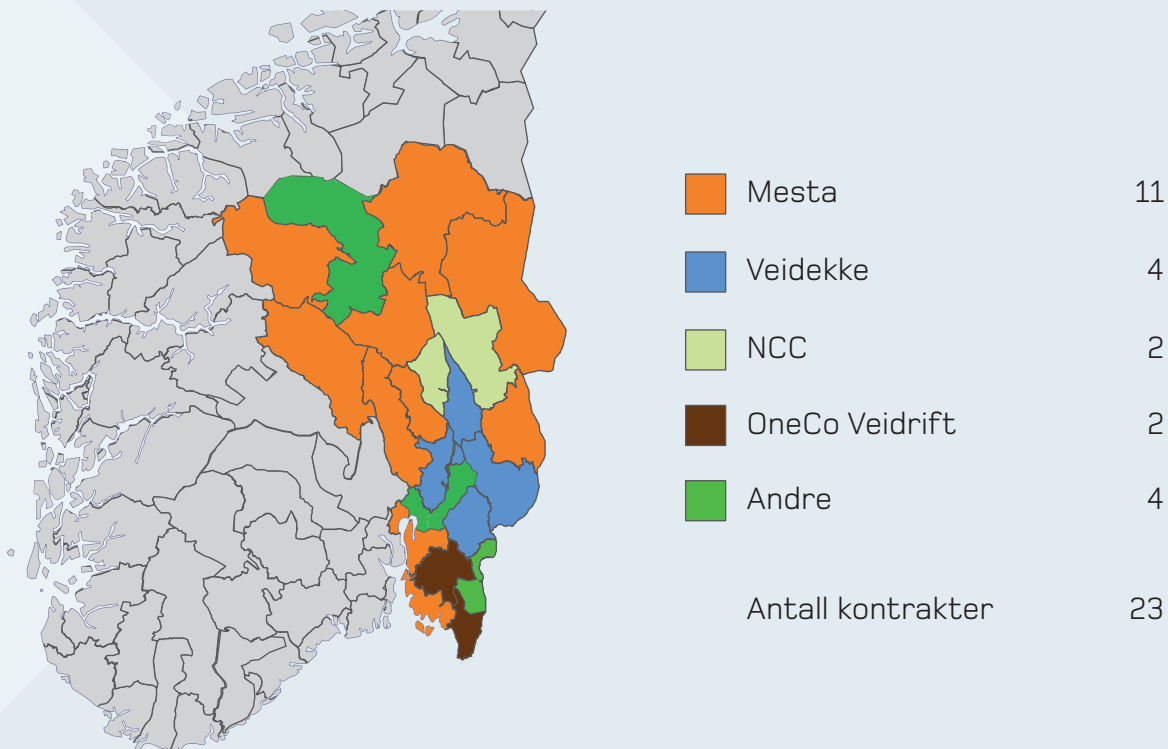 Mesta 11
Veidekke 4
NCC 2
OneCo Veidrift 2
Andre 4
Antall kontrakter 23